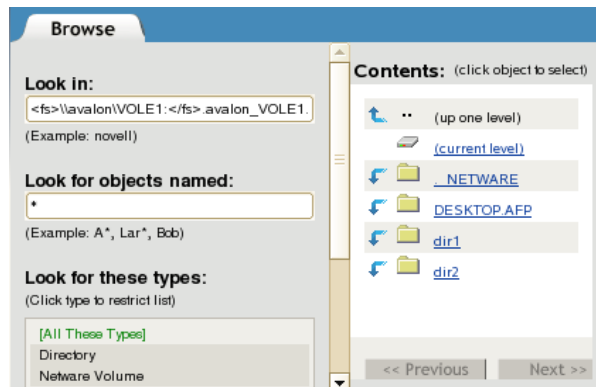 Browse
Look in:
<fs>\\avalon\VOLE1:</fs>.avalon_VOLE1.
(Example: novell)
Look for objects named:
*
(Example: A*, Lar*, Bob)
Look for these types:
(Click type to restrict list)
[All These Types]
Directory
Netware Volume
Contents: (click object to select)
.. (up one level)
(current level)
._NETWARE
DESKTOP.AFP
dir1
dir2
<< Previous
Next >>